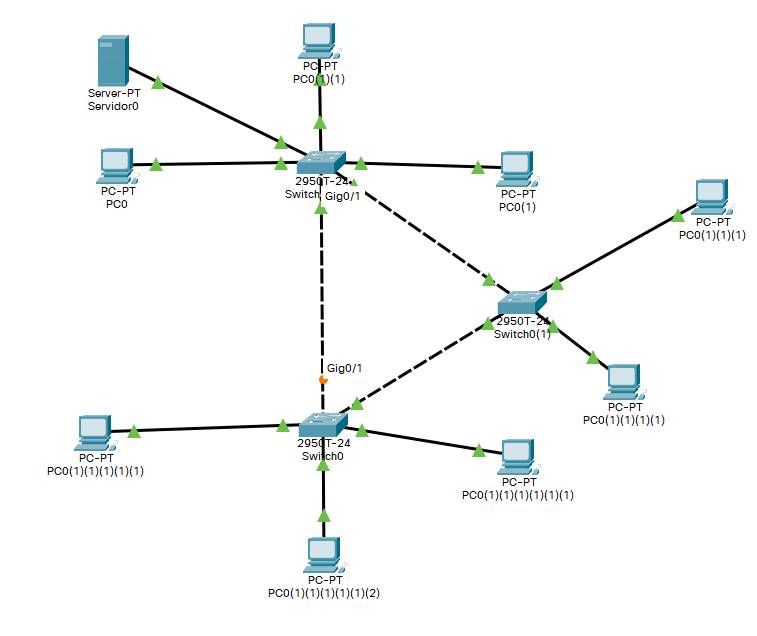 PC-PT
PC0(1)(1)
Server-PT
Servidor0
PC-PT
PC0
2950T-24
Switch
Gig0/1
PC-PT
PC0(1)
PC-PT
PC0(1)(1)(1)
2950T-24
Switch0(1)
Gig0/1
PC-PT
PC0(1)(1)(1)(1)
2950T-24
Switch0
PC-PT
PC0(1)(1)(1)(1)(1)
PC-PT
PC0(1)(1)(1)(1)(1)(1)
PC-PT
PC0(1)(1)(1)(1)(1)(2)